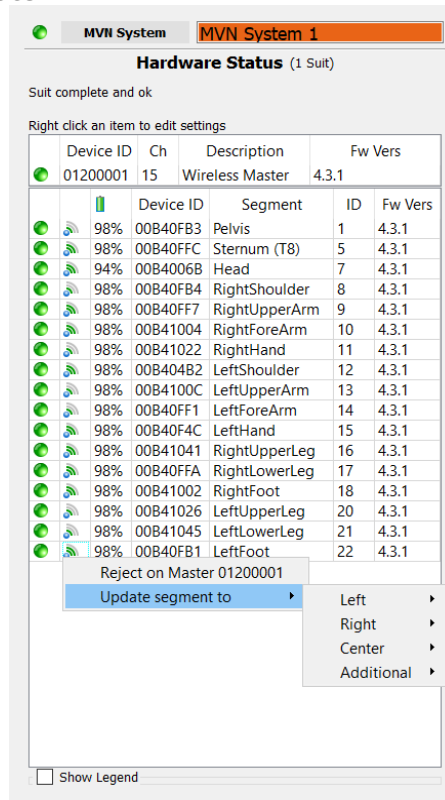 MVN System MVN System 1
Hardware Status (1 Suit)
Suit complete and ok
Right click an item to edit settings
Device ID Ch Description Fw Vers
01200001 15 Wireless Master 4.3.1
Device ID Segment ID Fw Vers
98% 00B40FB3 Pelvis 1 4.3.1
98% 00B40FFC Sternum (T8) 5 4.3.1
94% 00B4006B Head 7 4.3.1
98% 00B40FB4 RightShoulder 8 4.3.1
98% 00B40FF7 RightUpperArm 9 4.3.1
98% 00B41004 RightForeArm 10 4.3.1
98% 00B41022 RightHand 11 4.3.1
98% 00B404B2 LeftShoulder 12 4.3.1
98% 00B4100C LeftUpperArm 13 4.3.1
98% 00B40FF1 LeftForeArm 14 4.3.1
98% 00B40F4C LeftHand 15 4.3.1
98% 00B41041 RightUpperLeg 16 4.3.1
98% 00B40FFA RightLowerLeg 17 4.3.1
98% 00B41002 RightFoot 18 4.3.1
98% 00B41026 LeftUpperLeg 20 4.3.1
98% 00B41045 LeftLowerLeg 21 4.3.1
98% 00B40FB1 LeftFoot 22 4.3.1
Reject on Master 01200001
Update segment to
Left
Right
Center
Additional
Show Legend